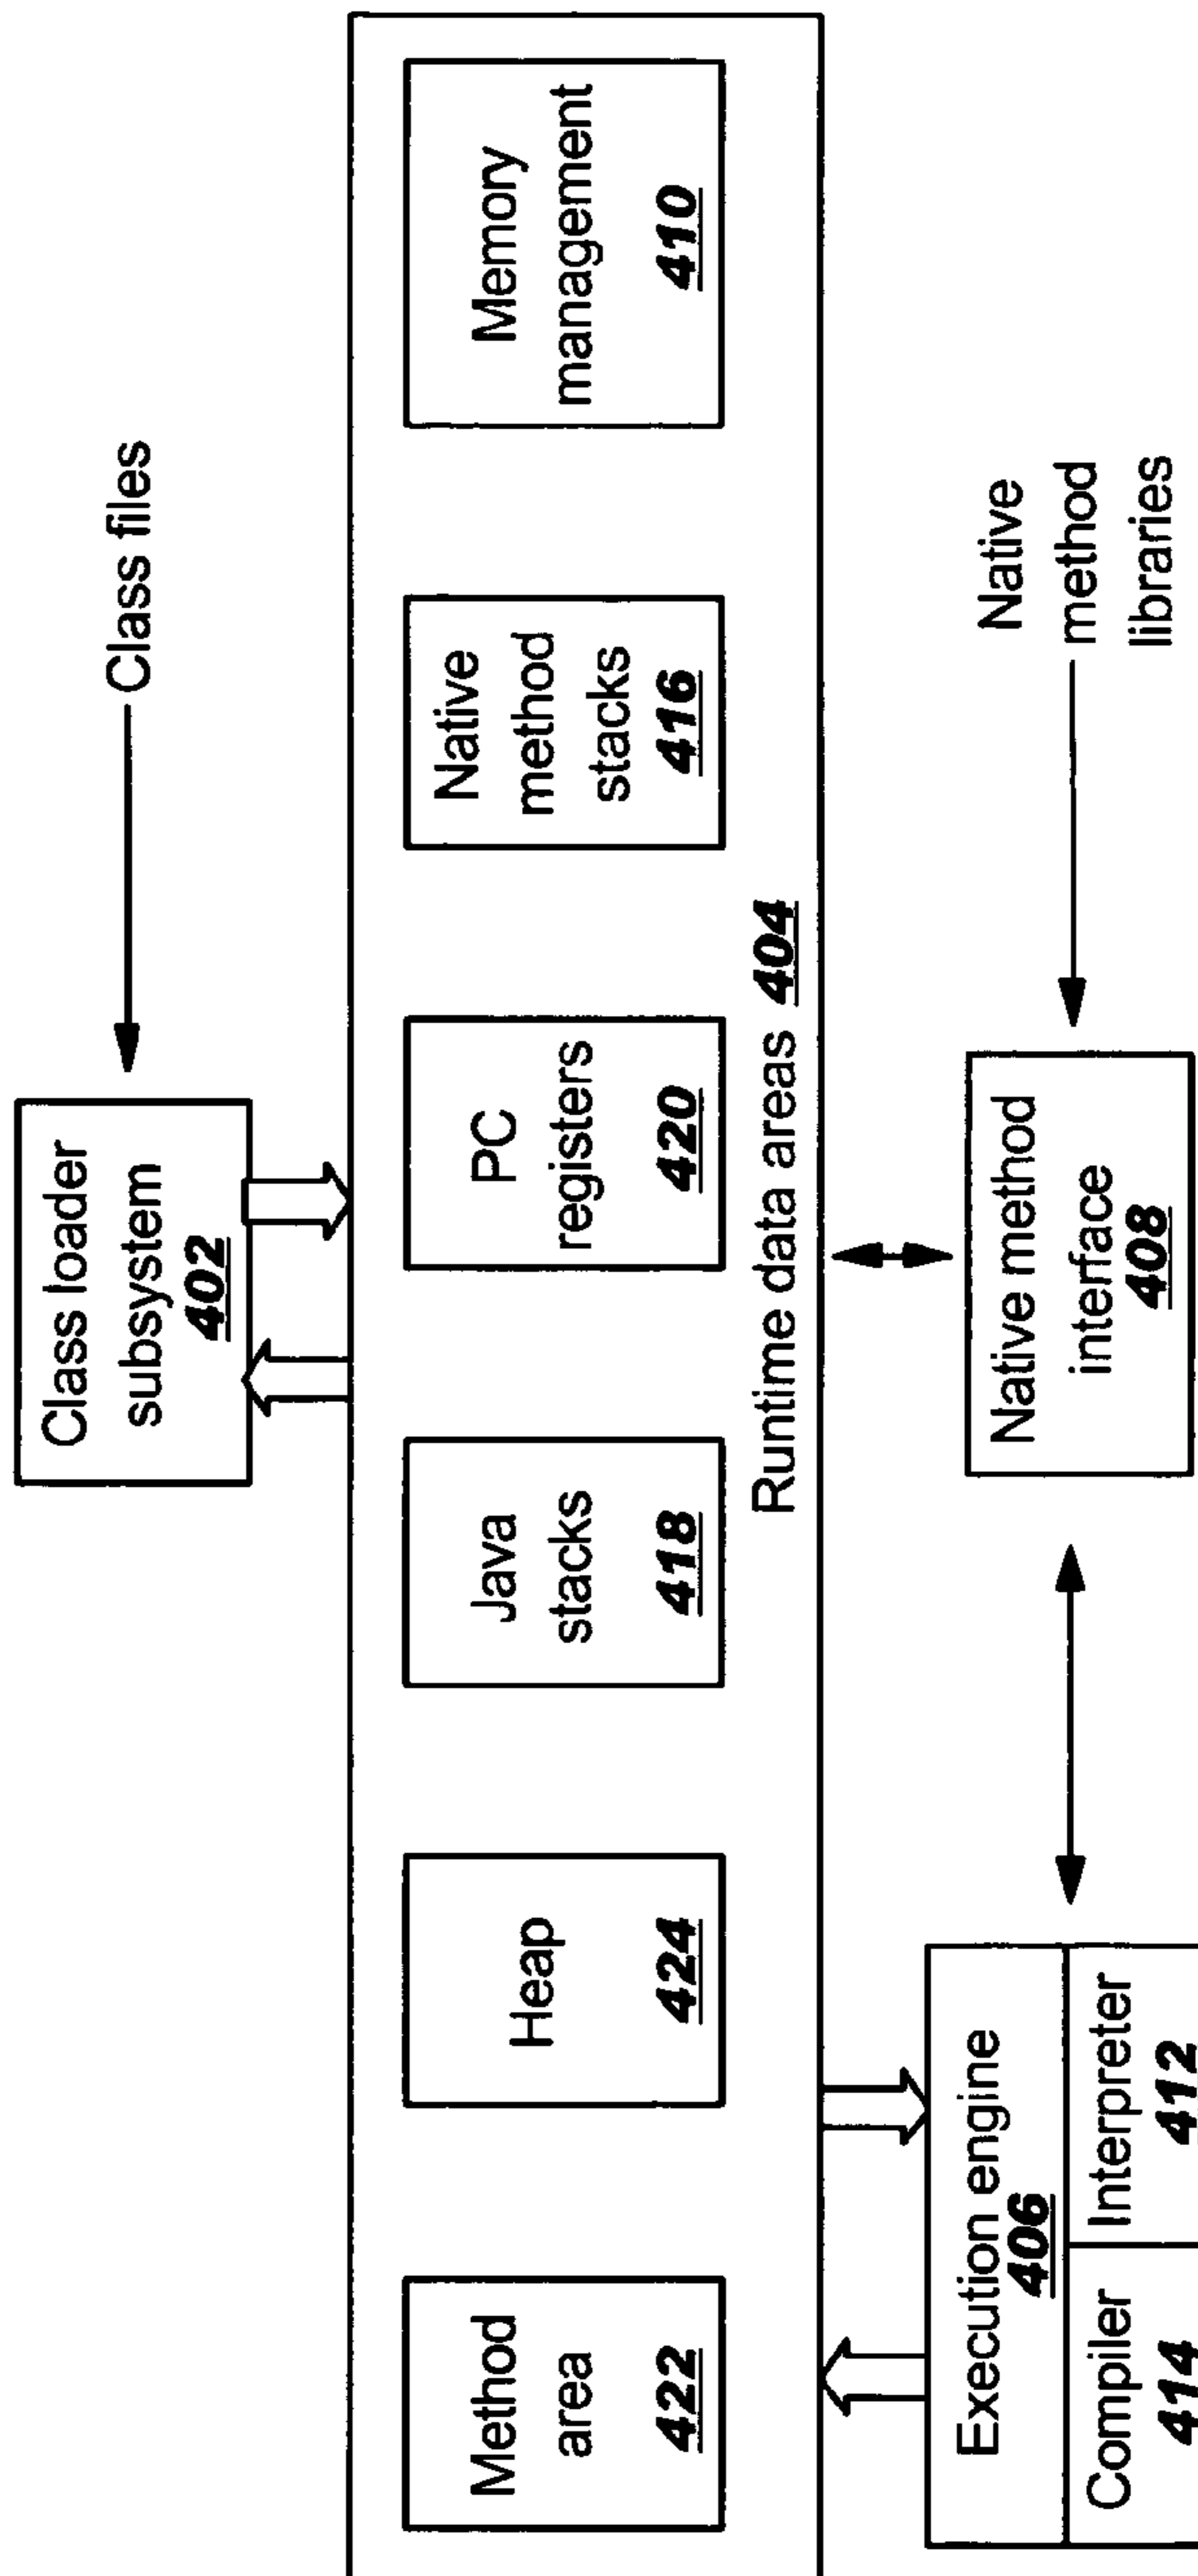 Class files
Class loader
subsystem
402
Method
area
422
Heap
424
Java
stacks
418
PC
registers
420
Native
method
stacks
416
Memory
management
410
Runtime data areas 404
Execution engine
406
Compiler
414
Interpreter
412
Native method
interface
408
Native
method
libraries